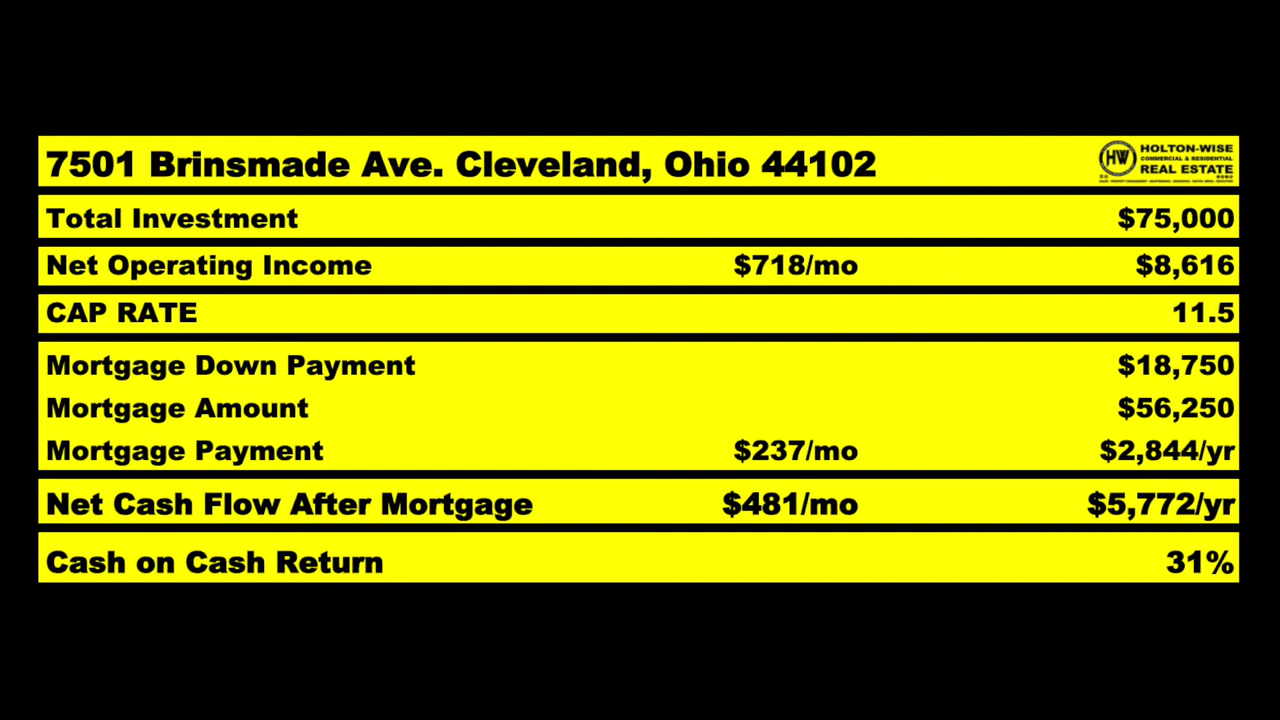 7501 Brinsmade Ave. Cleveland, Ohio 44102
HW
HOLTON-WISE
COMMERCIAL & RESIDENTIAL
REAL ESTATE
Total Investment $75,000
Net Operating Income $718/mo $8,616
CAP RATE 11.5
Mortgage Down Payment $18,750
Mortgage Amount $56,250
Mortgage Payment $237/mo $2,844/yr
Net Cash Flow After Mortgage $481/mo $5,772/yr
Cash on Cash Return 31%